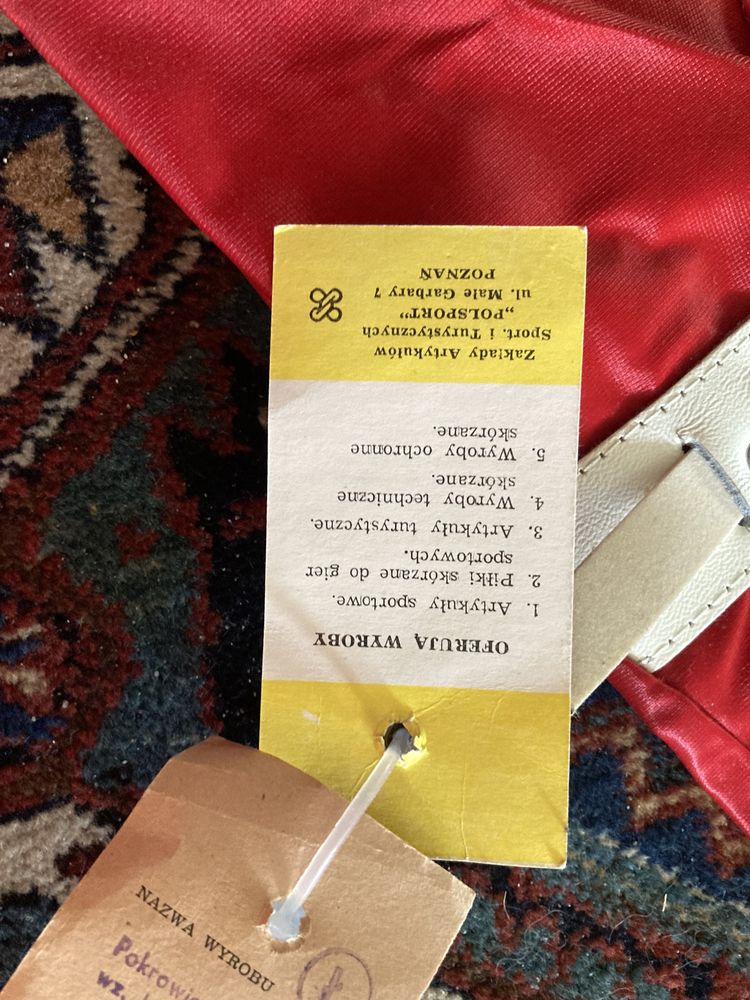 OFERUJĄ WYROBY
1. Artykuły sportowe.
2. Piłki skórzane do gier
sportowych.
3. Artykuły turystyczne.
4. Wyroby techniczne
skórzane.
5. Wyroby ochronne
skórzane.
Zakłady Artykułów
Sport. i Turystycznych
„POLSPORT”
ul. Małe Garbary 7
POZNAŃ
NAZWA WYROBU
wz.